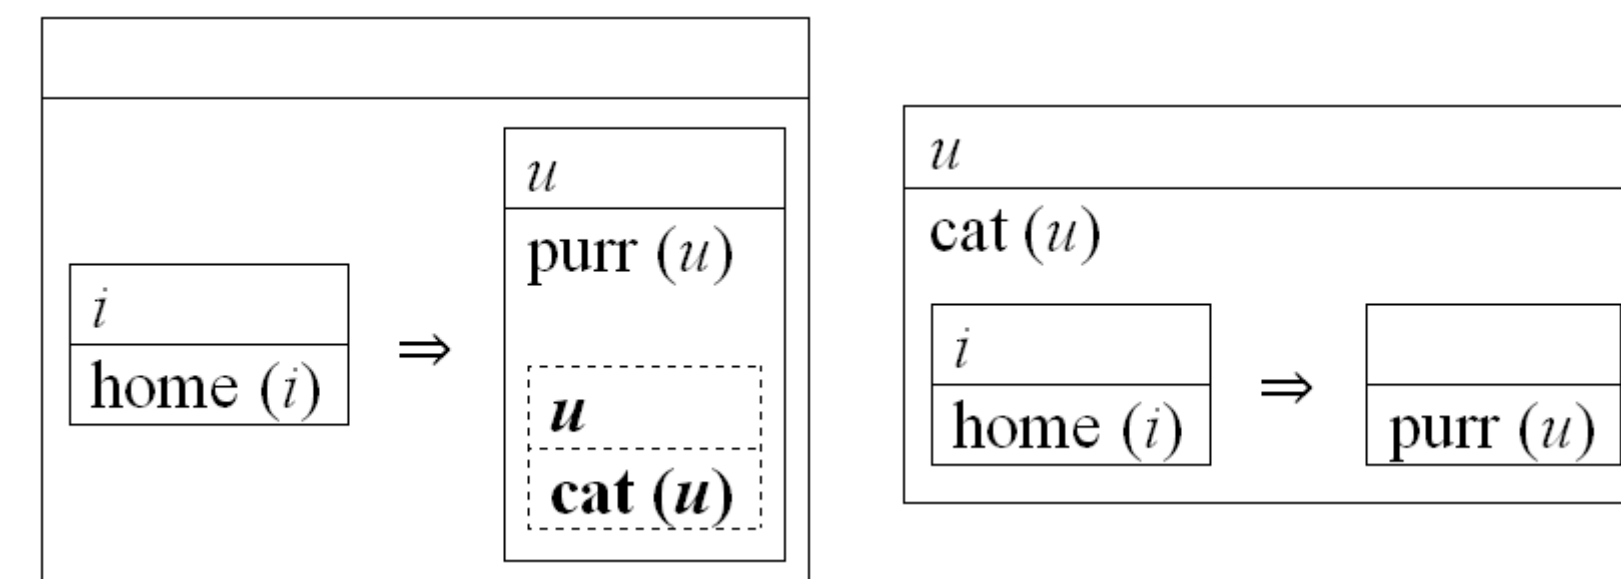 u
purr (u)
i
home (i)
⇒
u
cat (u)
u
cat (u)
i
home (i)
⇒
purr (u)